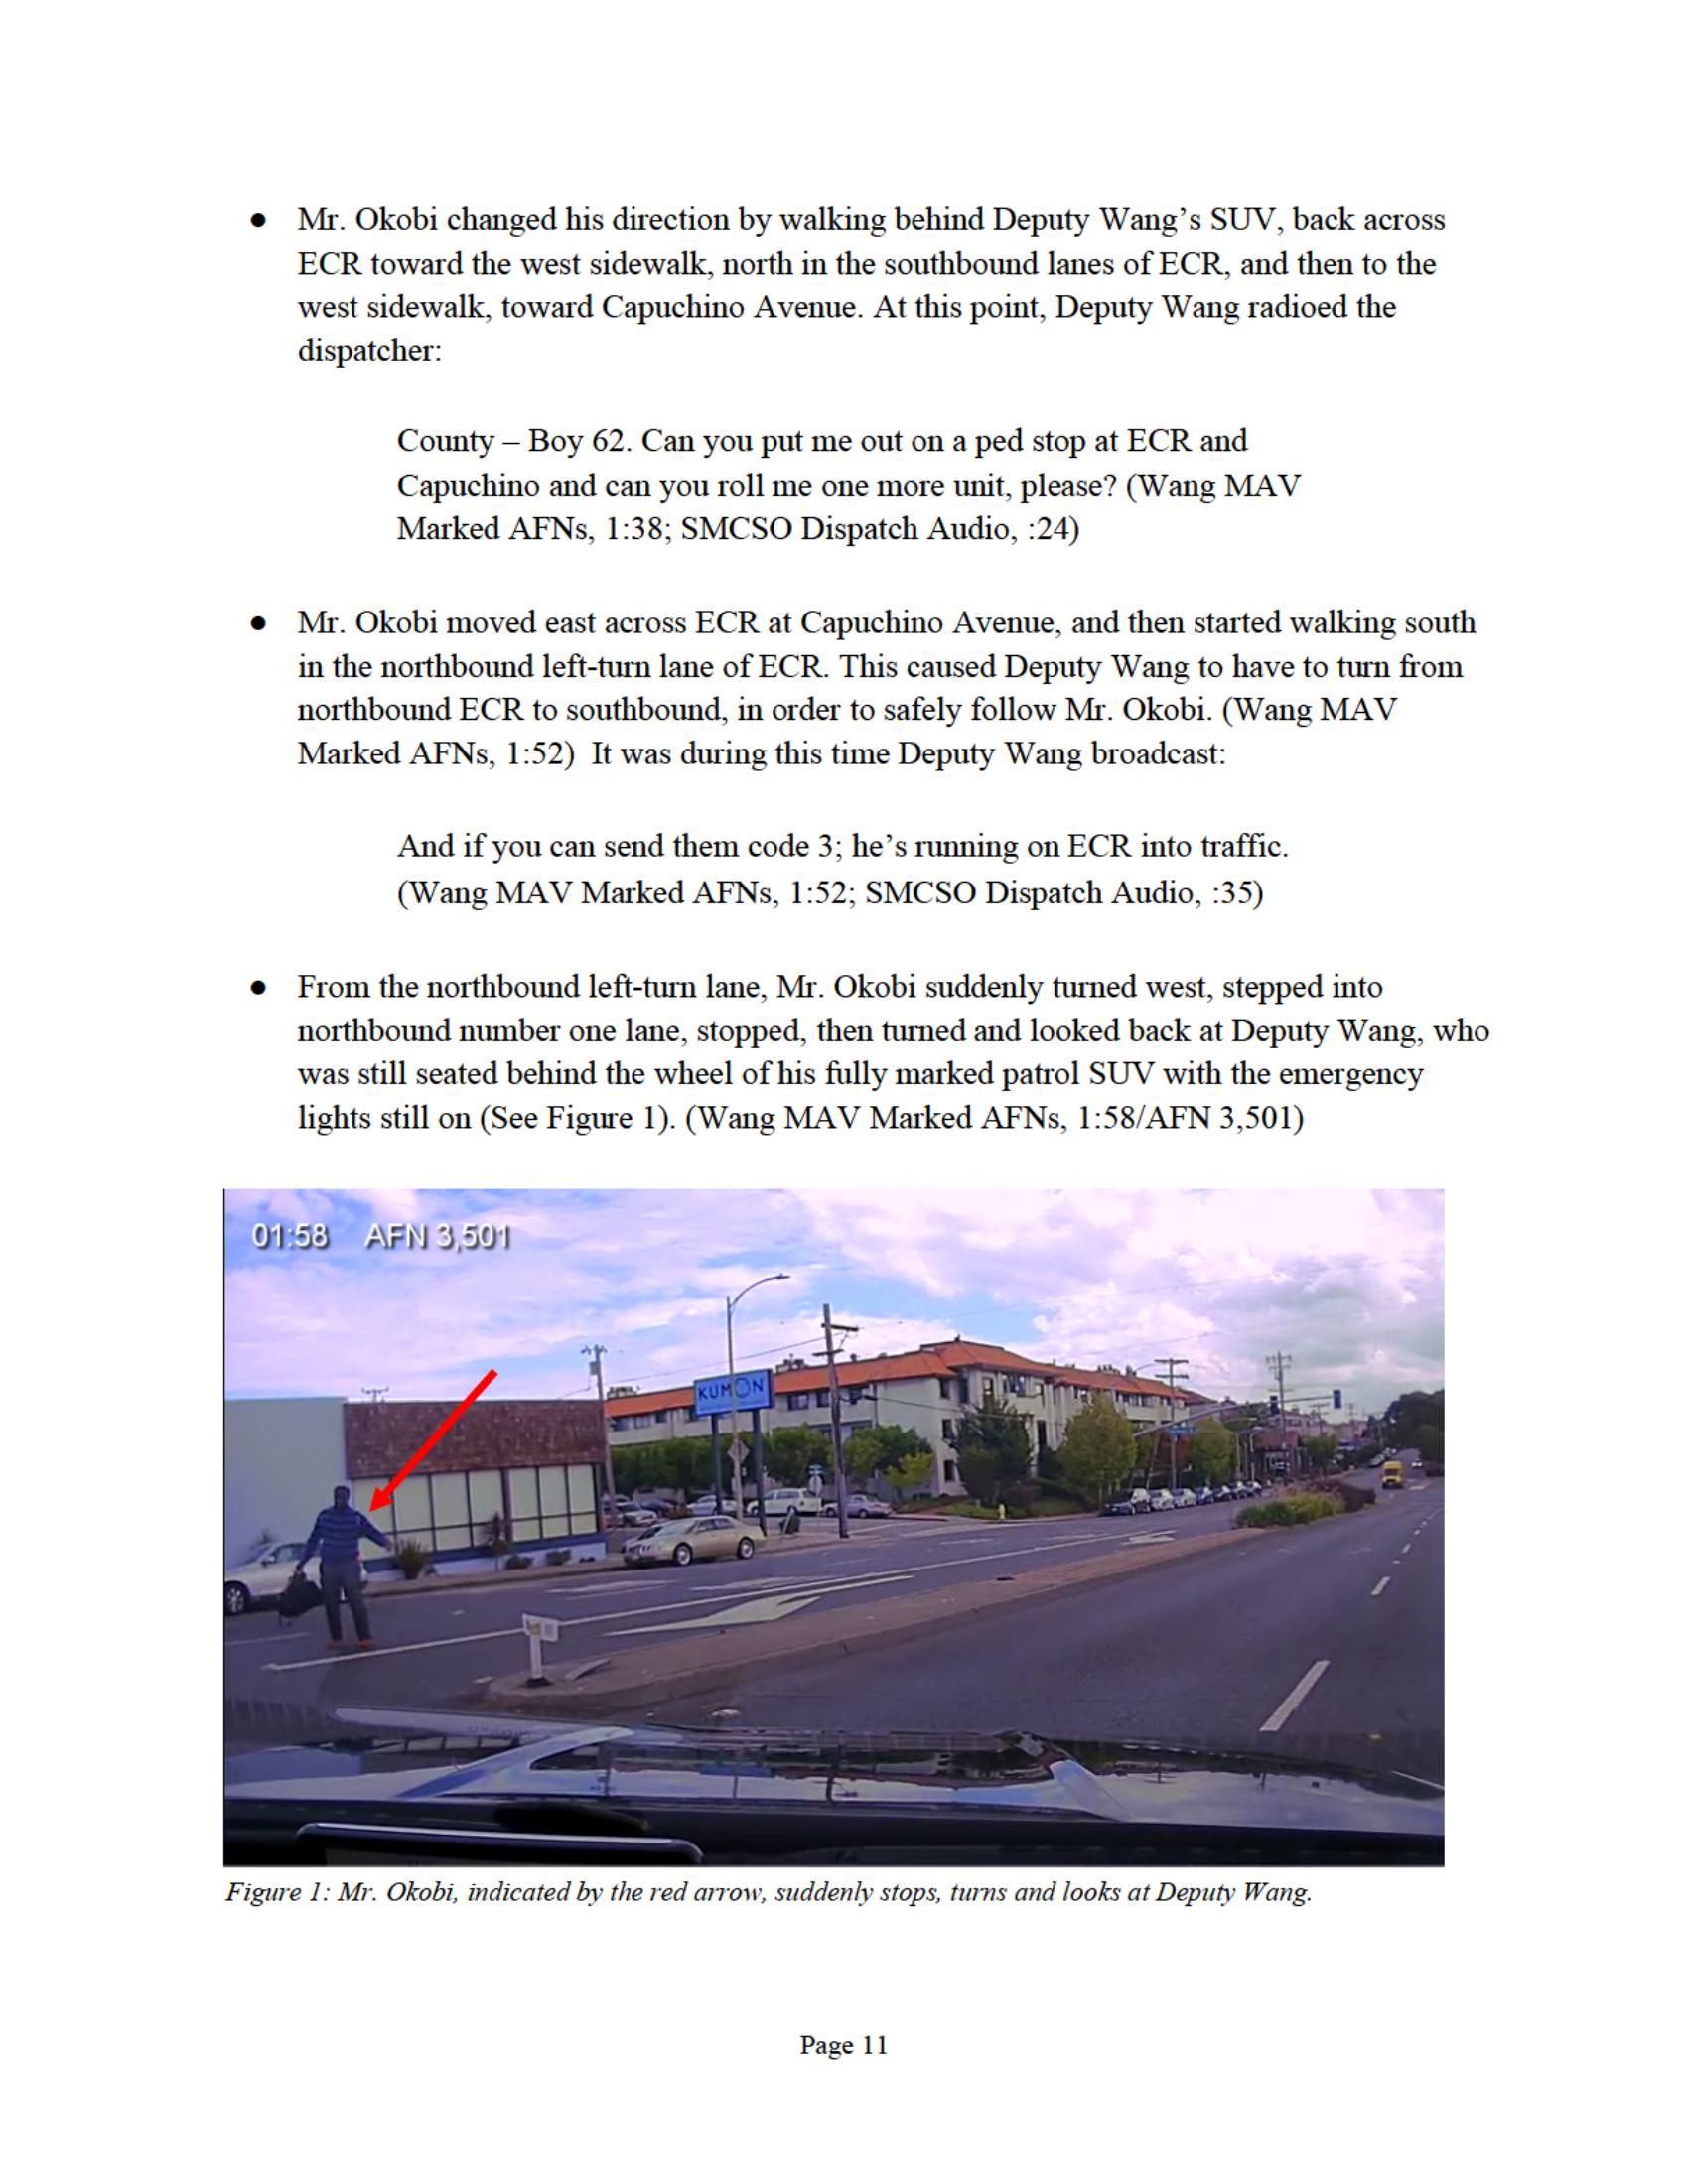 ● Mr. Okobi changed his direction by walking behind Deputy Wang’s SUV, back across
ECR toward the west sidewalk, north in the southbound lanes of ECR, and then to the
west sidewalk, toward Capuchino Avenue. At this point, Deputy Wang radioed the
dispatcher:
County – Boy 62. Can you put me out on a ped stop at ECR and
Capuchino and can you roll me one more unit, please? (Wang MAV
Marked AFNs, 1:38; SMCSO Dispatch Audio, :24)
● Mr. Okobi moved east across ECR at Capuchino Avenue, and then started walking south
in the northbound left-turn lane of ECR. This caused Deputy Wang to have to turn from
northbound ECR to southbound, in order to safely follow Mr. Okobi. (Wang MAV
Marked AFNs, 1:52)  It was during this time Deputy Wang broadcast:
And if you can send them code 3; he’s running on ECR into traffic.
(Wang MAV Marked AFNs, 1:52; SMCSO Dispatch Audio, :35)
● From the northbound left-turn lane, Mr. Okobi suddenly turned west, stepped into
northbound number one lane, stopped, then turned and looked back at Deputy Wang, who
was still seated behind the wheel of his fully marked patrol SUV with the emergency
lights still on (See Figure 1). (Wang MAV Marked AFNs, 1:58/AFN 3,501)
01:58 AFN 3,501
KUMON
Figure 1: Mr. Okobi, indicated by the red arrow, suddenly stops, turns and looks at Deputy Wang.
Page 11